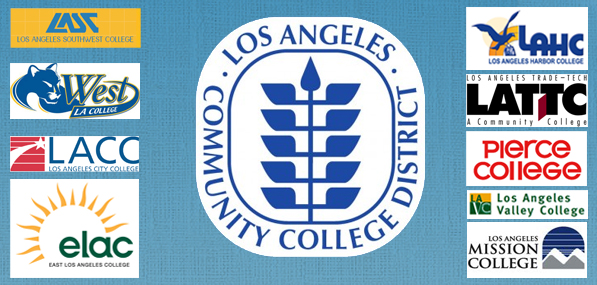 LASC
LOS ANGELES SOUTHWEST COLLEGE
West
LA COLLEGE
LACC
LOS ANGELES CITY COLLEGE
elac
EAST LOS ANGELES COLLEGE
· LOS ANGELES ·
COMMUNITY COLLEGE DISTRICT
LAHC
LOS ANGELES HARBOR COLLEGE
LOS ANGELES TRADE-TECH
LATTC
A Community College
PIERCE
COLLEGE
LA
VC
Los Angeles
Valley College
LOS ANGELES
MISSION
COLLEGE